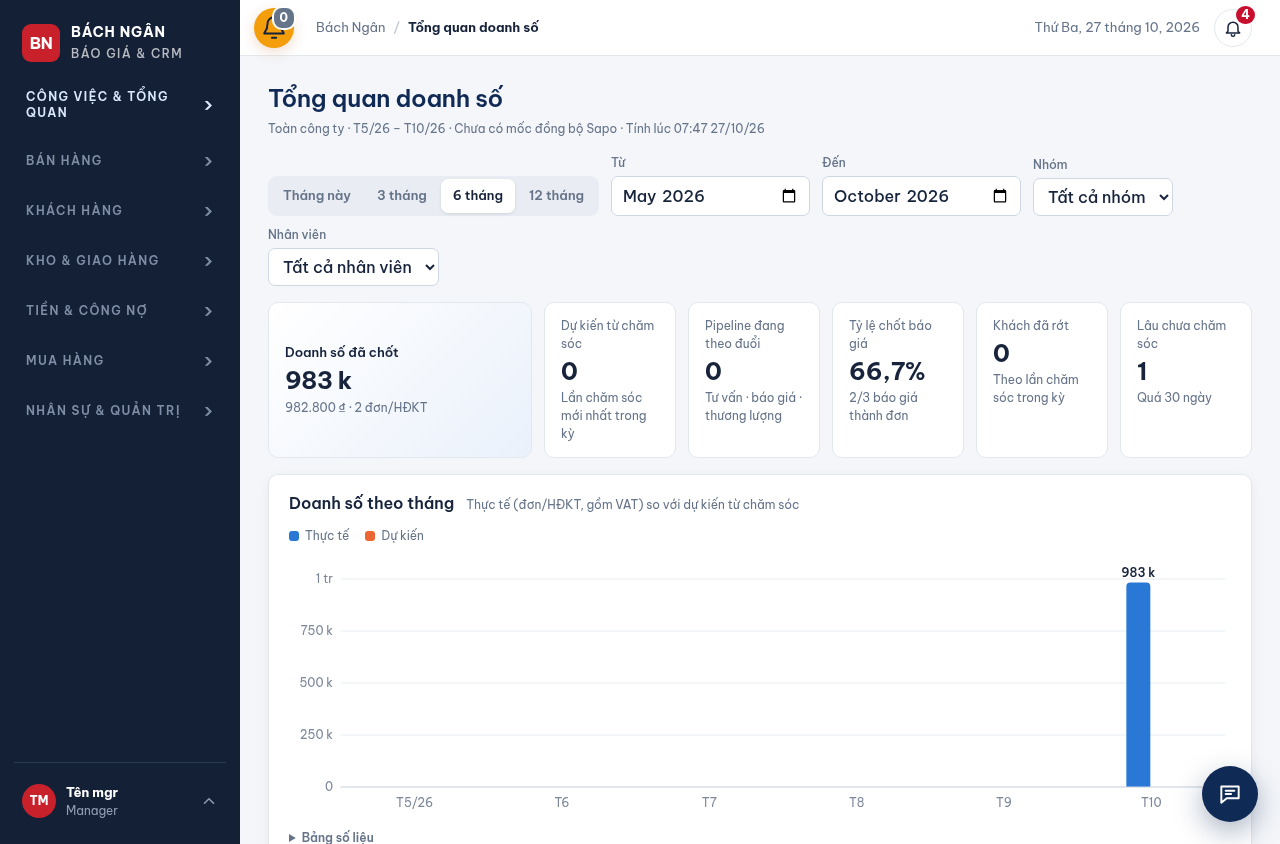 BN
BÁCH NGÂN
BÁO GIÁ & CRM
CÔNG VIỆC & TỔNG
QUAN
BÁN HÀNG
KHÁCH HÀNG
KHO & GIAO HÀNG
TIỀN & CÔNG NỢ
MUA HÀNG
NHÂN SỰ & QUẢN TRỊ
TM
Tên mgr
Manager
0
Bách Ngân / Tổng quan doanh số
Thứ Ba, 27 tháng 10, 2026
4
Tổng quan doanh số
Toàn công ty · T5/26 – T10/26 · Chưa có mốc đồng bộ Sapo · Tính lúc 07:47 27/10/26
Tháng này 3 tháng 6 tháng 12 tháng
Từ
May 2026
Đến
October 2026
Nhóm
Tất cả nhóm
Nhân viên
Tất cả nhân viên
Doanh số đã chốt
983 k
982.800 ₫ · 2 đơn/HĐKT
Dự kiến từ chăm
sóc
0
Lần chăm sóc
mới nhất trong
kỳ
Pipeline đang
theo đuổi
0
Tư vấn · báo giá ·
thương lượng
Tỷ lệ chốt báo
giá
66,7%
2/3 báo giá
thành đơn
Khách đã rớt
0
Theo lần chăm
sóc trong kỳ
Lâu chưa chăm
sóc
1
Quá 30 ngày
Doanh số theo tháng Thực tế (đơn/HĐKT, gồm VAT) so với dự kiến từ chăm sóc
Thực tế Dự kiến
983 k
1 tr
750 k
500 k
250 k
0
T5/26 T6 T7 T8 T9 T10
Bảng số liệu